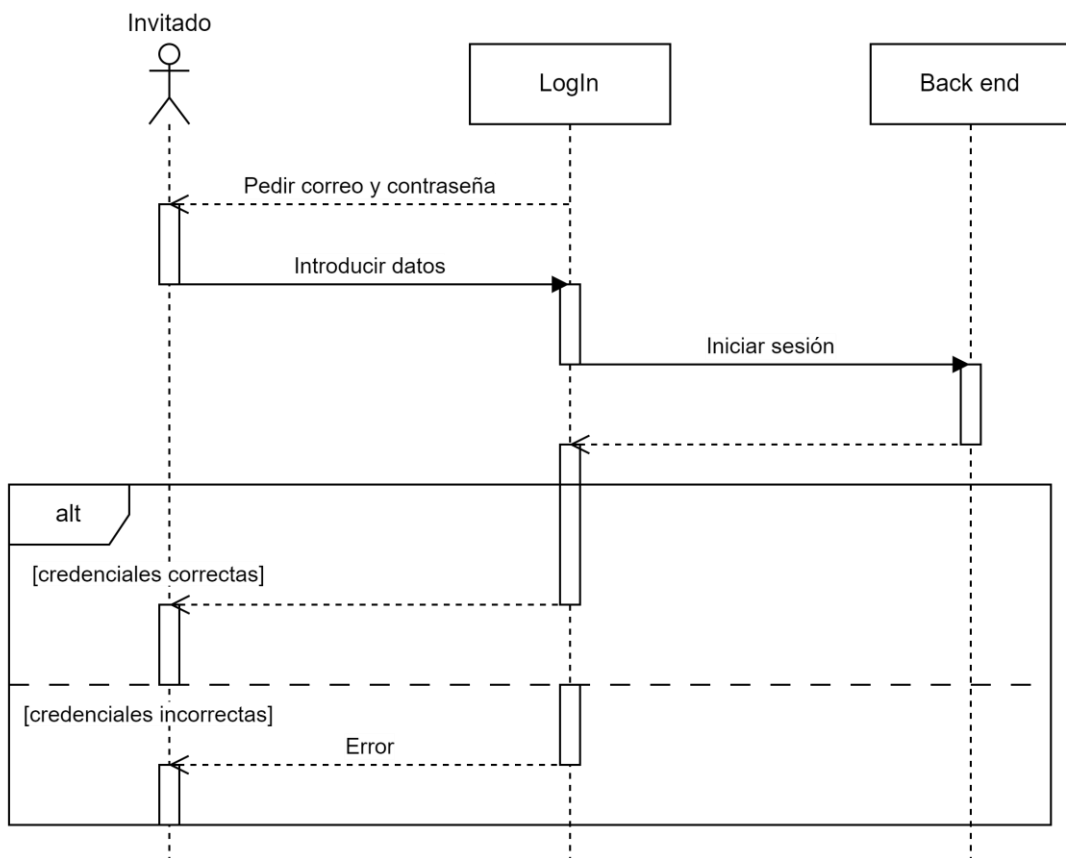 Invitado
LogIn
Back end
Pedir correo y contraseña
Introducir datos
Iniciar sesión
alt
[credenciales correctas]
[credenciales incorrectas]
Error